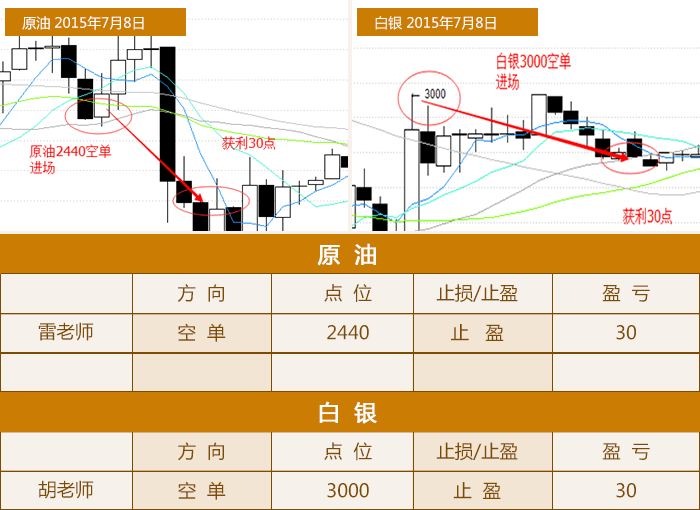 原油 2015年7月8日
原油2440空单
进场
获利30点
白银 2015年7月8日
白银3000空单
进场
3000
获利30点
原 油
方 向 点 位 止损/止盈 盈 亏
雷老师 空 单 2440 止 盈 30
白 银
方 向 点 位 止损/止盈 盈 亏
胡老师 空 单 3000 止 盈 30